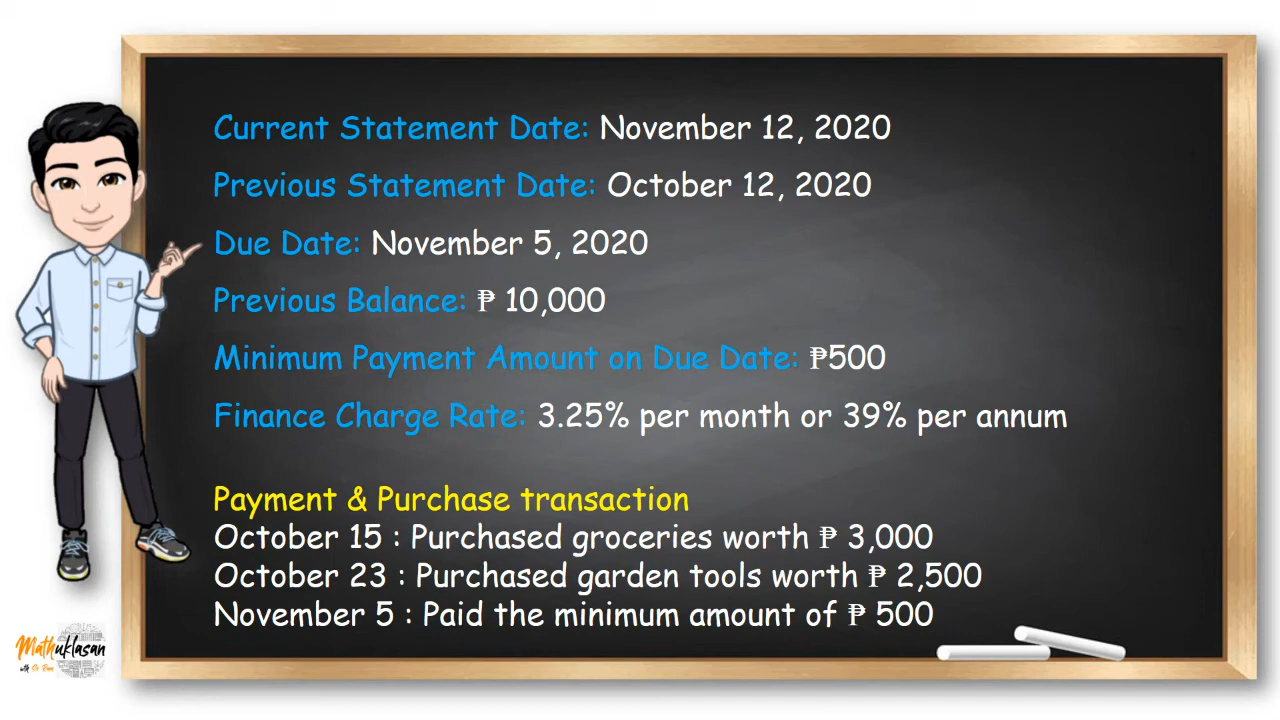 Current Statement Date: November 12, 2020
Previous Statement Date: October 12, 2020
Due Date: November 5, 2020
Previous Balance: ₱ 10,000
Minimum Payment Amount on Due Date: ₱500
Finance Charge Rate: 3.25% per month or 39% per annum
Payment & Purchase transaction
October 15 : Purchased groceries worth ₱ 3,000
October 23 : Purchased garden tools worth ₱ 2,500
November 5 : Paid the minimum amount of ₱ 500
Mathuklasan
with Sir